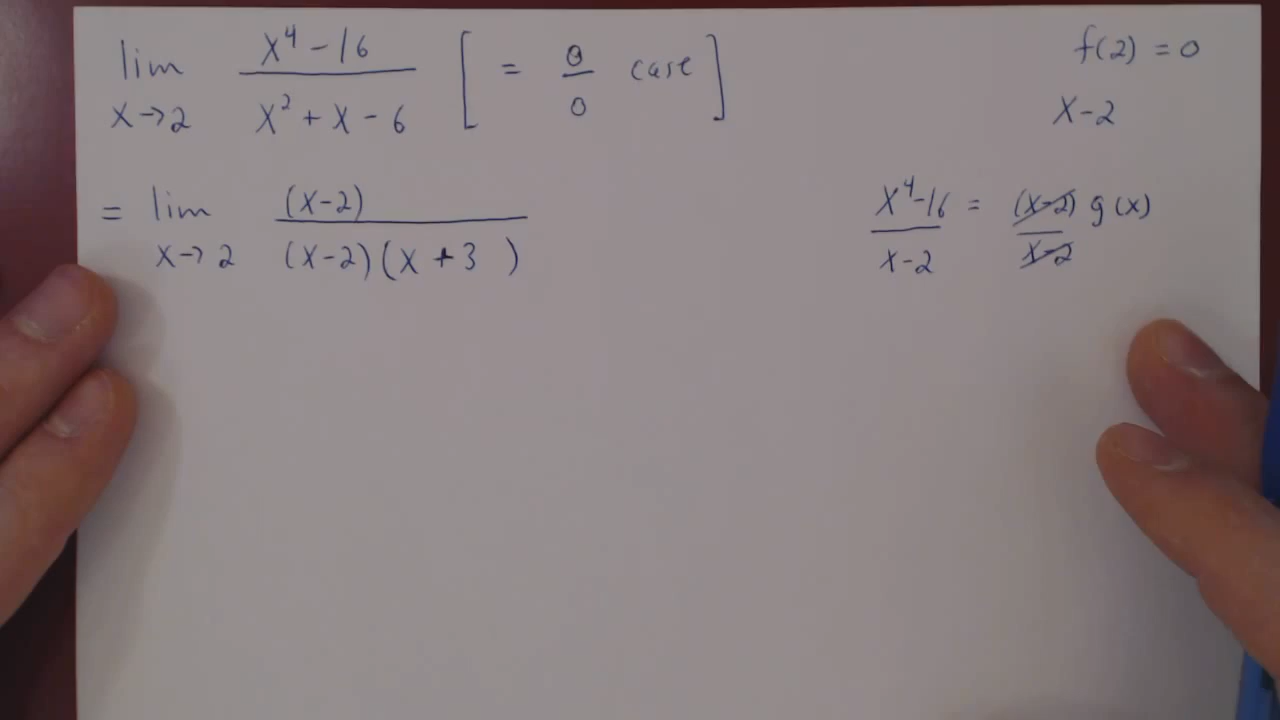 lim x→2 (x⁴ - 16)/(x² + x - 6) [ = 0/0 case ]
f(2) = 0
x - 2
= lim x→2 (x-2)/((x-2)(x + 3 ))
(x⁴-16)/(x-2) = (x-2)/(x-2) g(x)